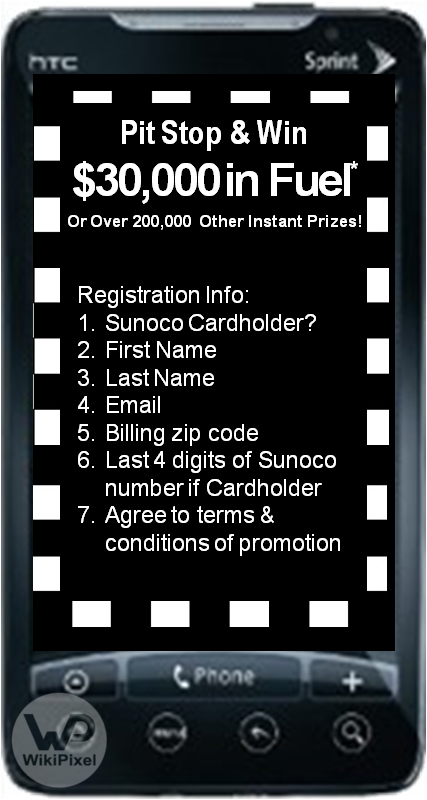 hTC Sprint
Pit Stop & Win
$30,000 in Fuel*
Or Over 200,000 Other Instant Prizes!
Registration Info:
1. Sunoco Cardholder?
2. First Name
3. Last Name
4. Email
5. Billing zip code
6. Last 4 digits of Sunoco
number if Cardholder
7. Agree to terms &
conditions of promotion
Phone
WP
WikiPixel